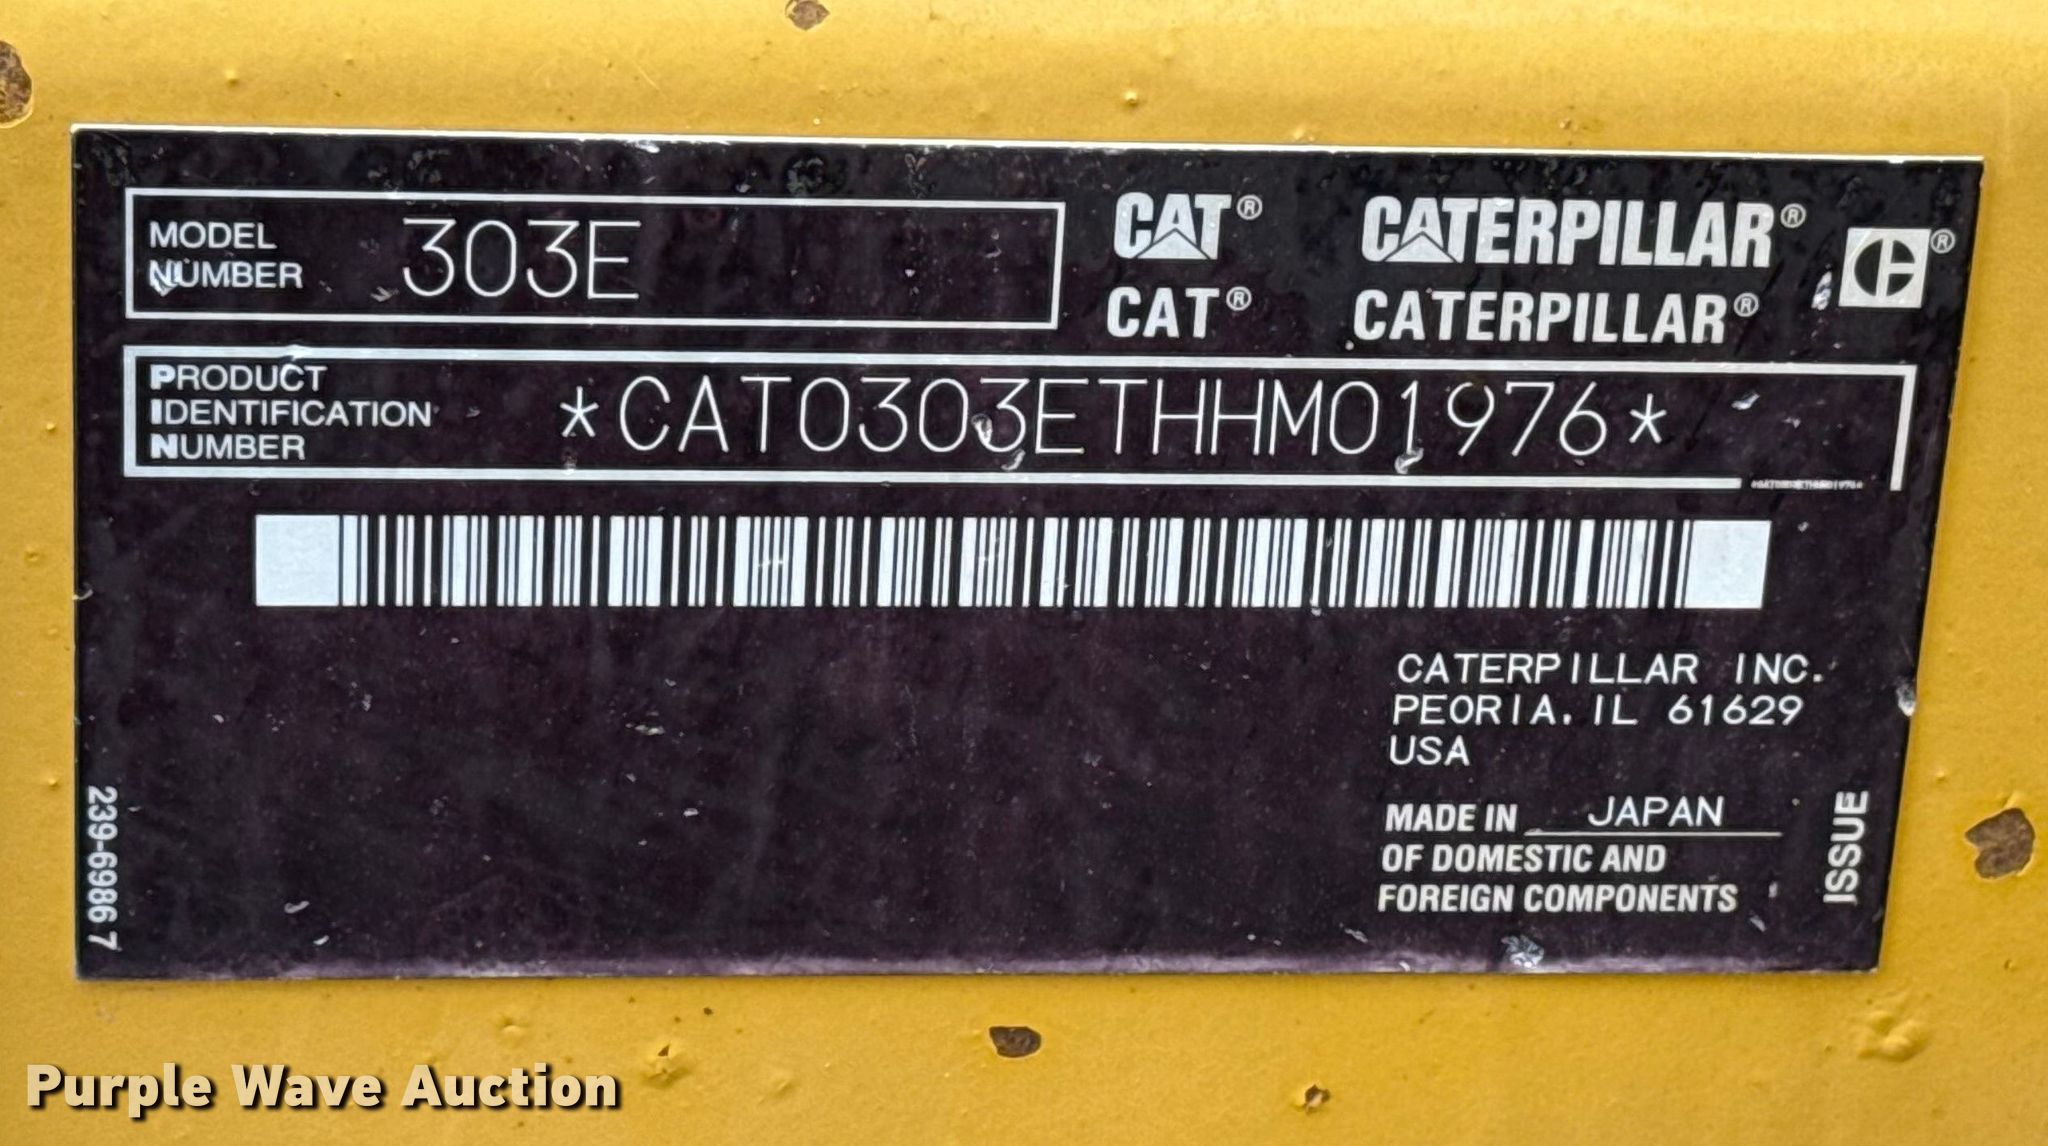 MODEL
NUMBER
303E
CAT® CATERPILLAR® ®
CAT® CATERPILLAR®
PRODUCT
IDENTIFICATION
NUMBER
*CAT0303ETHHM01976*
*CAT0303ETHHM01976*
CATERPILLAR INC.
PEORIA, IL 61629
USA
MADE IN JAPAN
OF DOMESTIC AND
FOREIGN COMPONENTS
ISSUE
239-6986 7
Purple Wave Auction